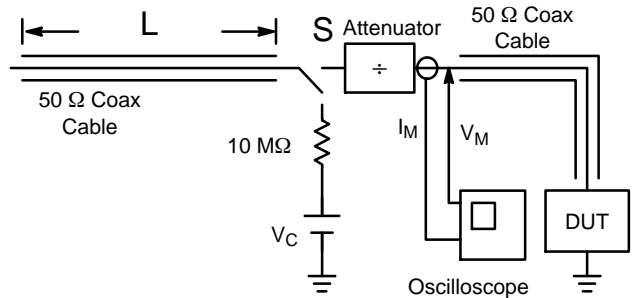 L
S
Attenuator
÷
50 Ω Coax
Cable
50 Ω Coax
Cable
10 MΩ
I_M
V_M
V_C
DUT
Oscilloscope